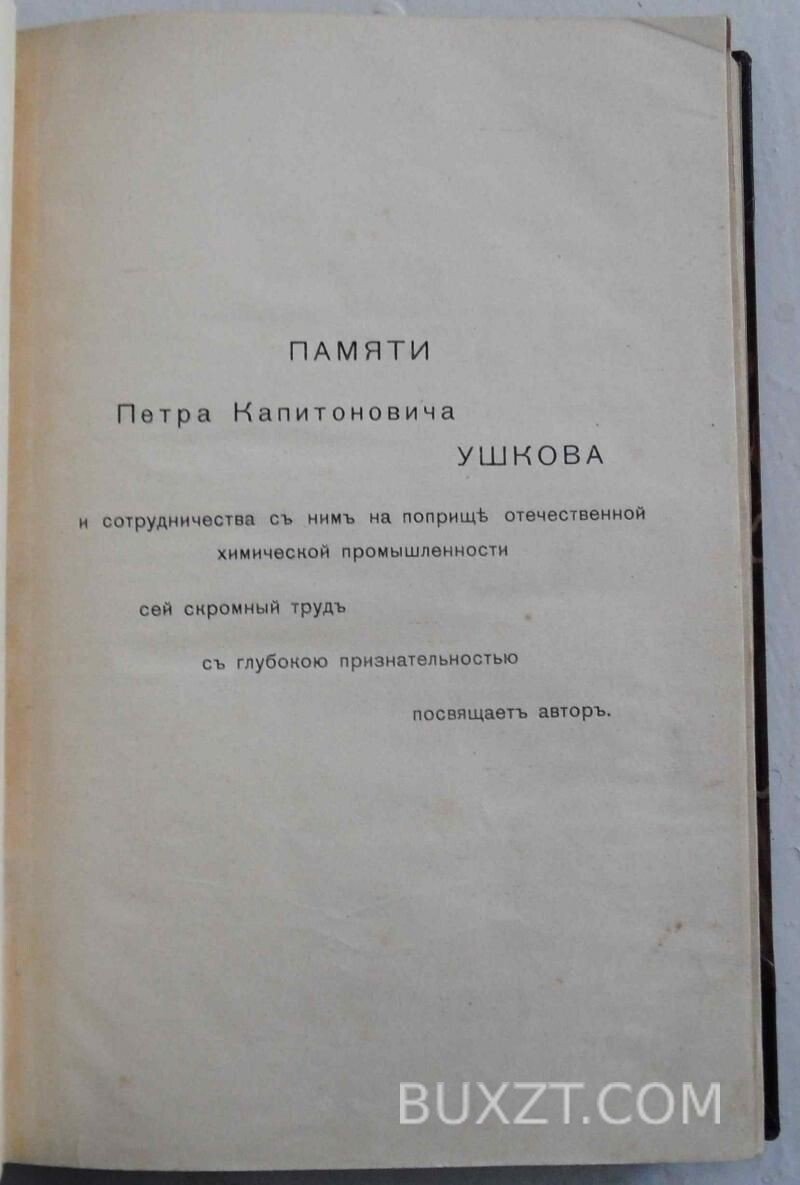 ПАМЯТИ
Петра Капитоновича
УШКОВА
и сотрудничества съ нимъ на поприщѣ отечественной
химической промышленности
сей скромный трудъ
съ глубокою признательностью
посвящаетъ авторъ.
BUXZT.COM